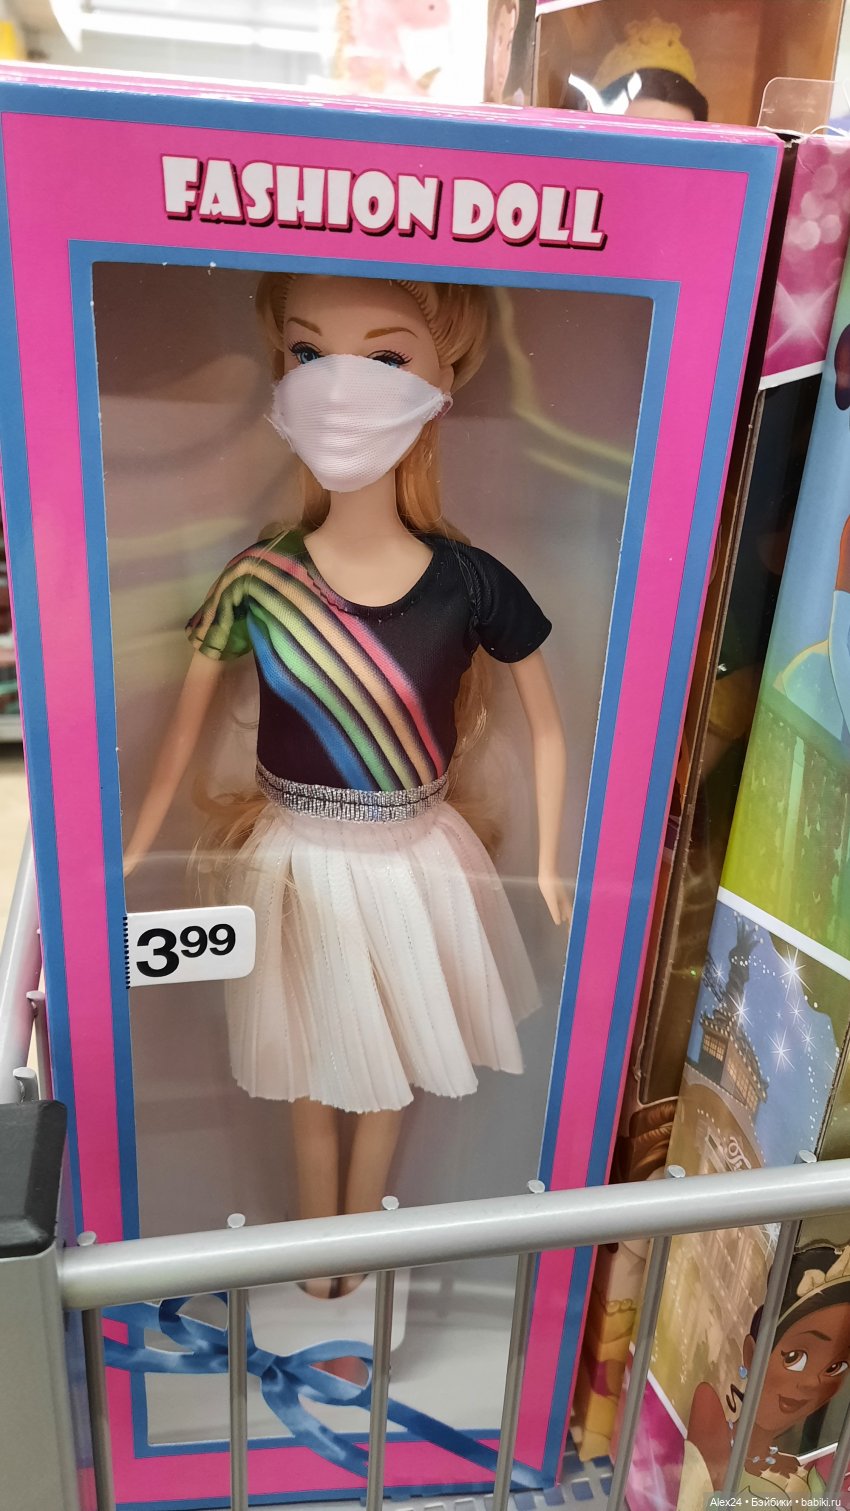 FASHION DOLL
3⁹⁹
Alex24 • Бэйбики • babiki.ru